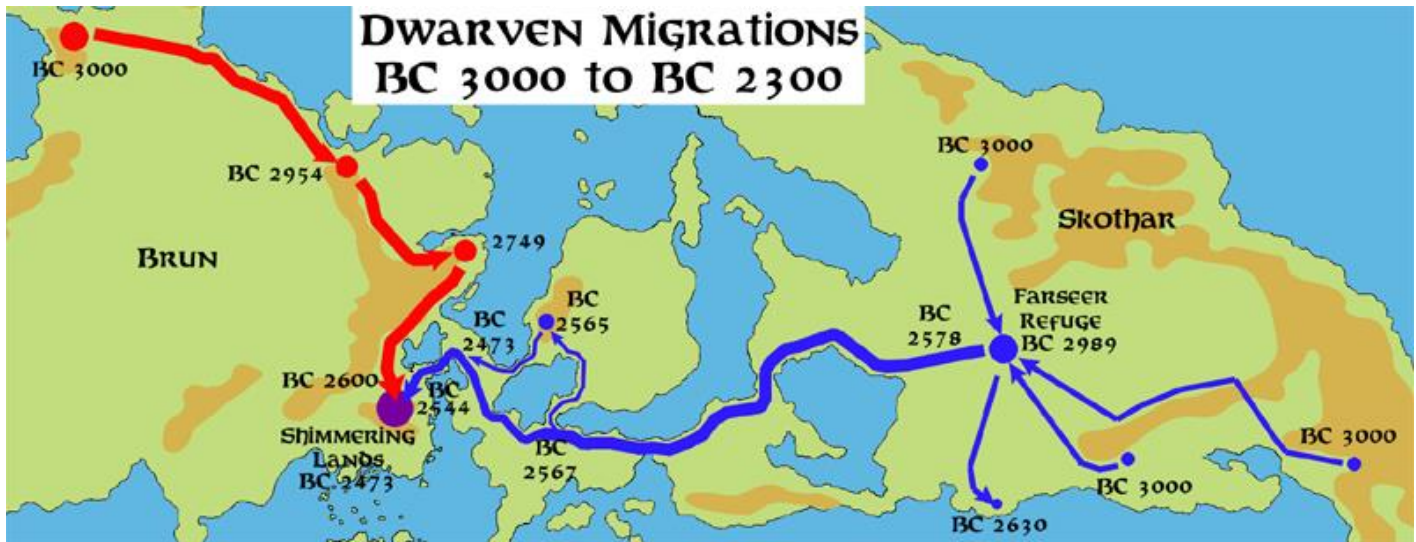 Dwarven Migrations
BC 3000 to BC 2300
BC 3000
BC 2954
Brun
2749
BC 2600
BC
2544
Shimmering
Lands
BC 2473
BC
2473
BC
2565
BC
2567
BC
2578
BC 3000
Skothar
Farseer
Refuge
BC 2989
BC 3000
BC 3000
BC 2630